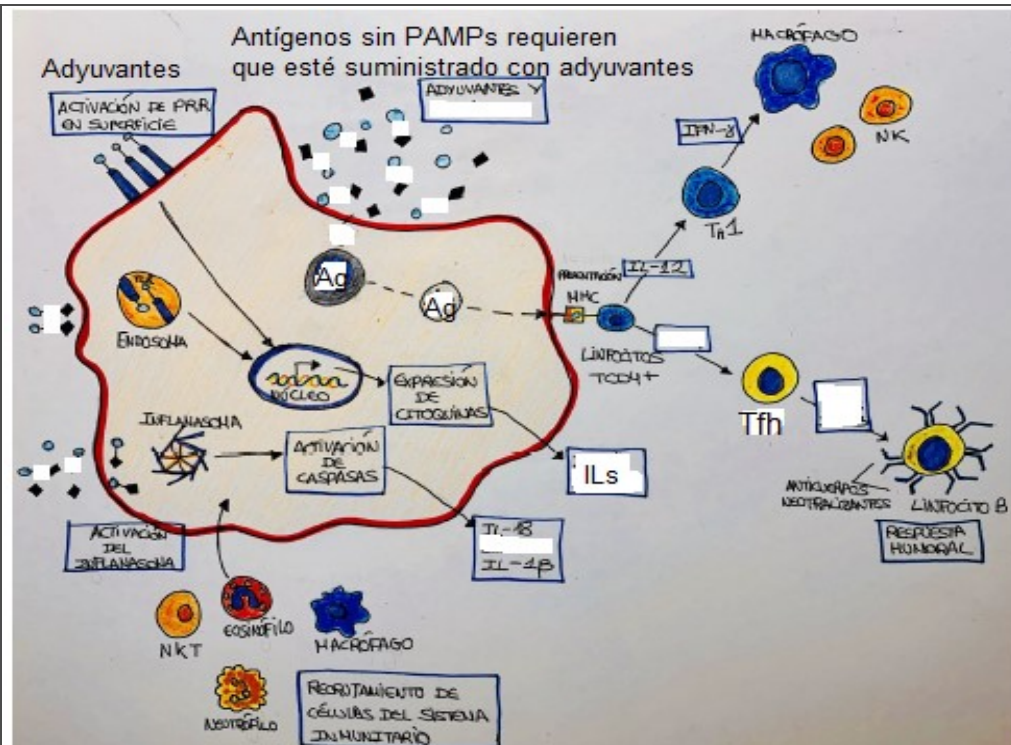 Antígenos sin PAMPs requieren
que esté suministrado con adyuvantes
Adyuvantes
ACTIVACIÓN DE PRR
EN SUPERFICIE
ADYUVANTES Y
MACRÓFAGO
IFN-γ
NK
Th1
IL-12
PRESENTACIÓN
MHC
LINFOCITOS
TCD4+
Ag
Ag
TLR
ENDOSOMA
NÚCLEO
EXPRESIÓN
DE
CITOQUINAS
ILs
INFLAMASOMA
ACTIVACIÓN
DE
CASPASAS
IL-18
IL-1β
Tfh
ANTICUERPOS
NEUTRALIZANTES
LINFOCITO B
RESPUESTA
HUMORAL
ACTIVACIÓN
DEL
INFLAMASOMA
NKT
EOSINÓFILO
MACRÓFAGO
NEUTRÓFILO
RECRUTAMIENTO DE
CÉLULAS DEL SISTEMA
INMUNITARIO